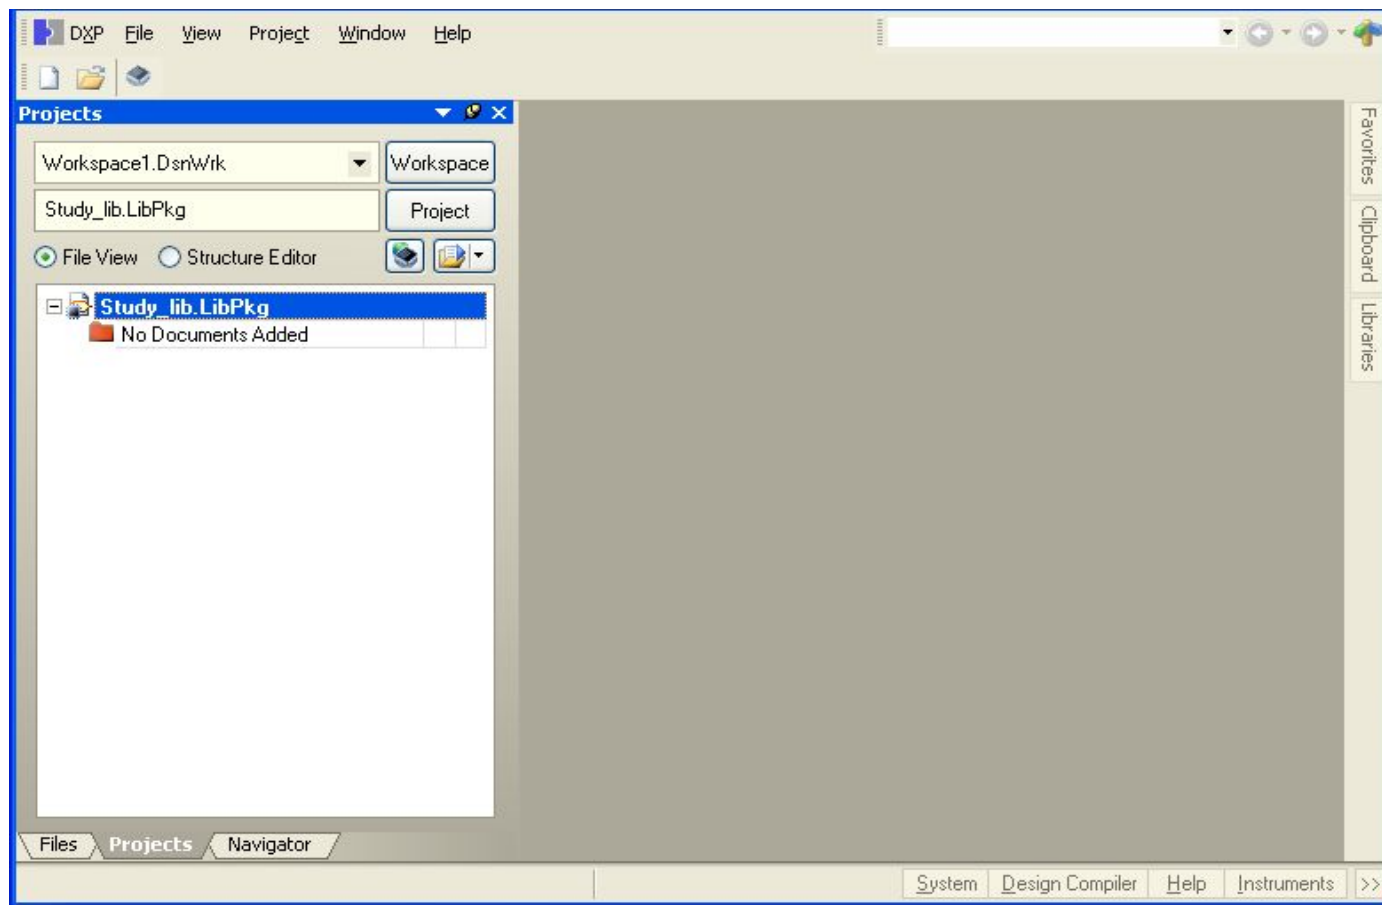 DXP File View Project Window Help
Projects
Workspace1.DsnWrk Workspace
Study_lib.LibPkg Project
File View Structure Editor
Study_lib.LibPkg
No Documents Added
Files Projects Navigator
Favorites
Clipboard
Libraries
System Design Compiler Help Instruments >>